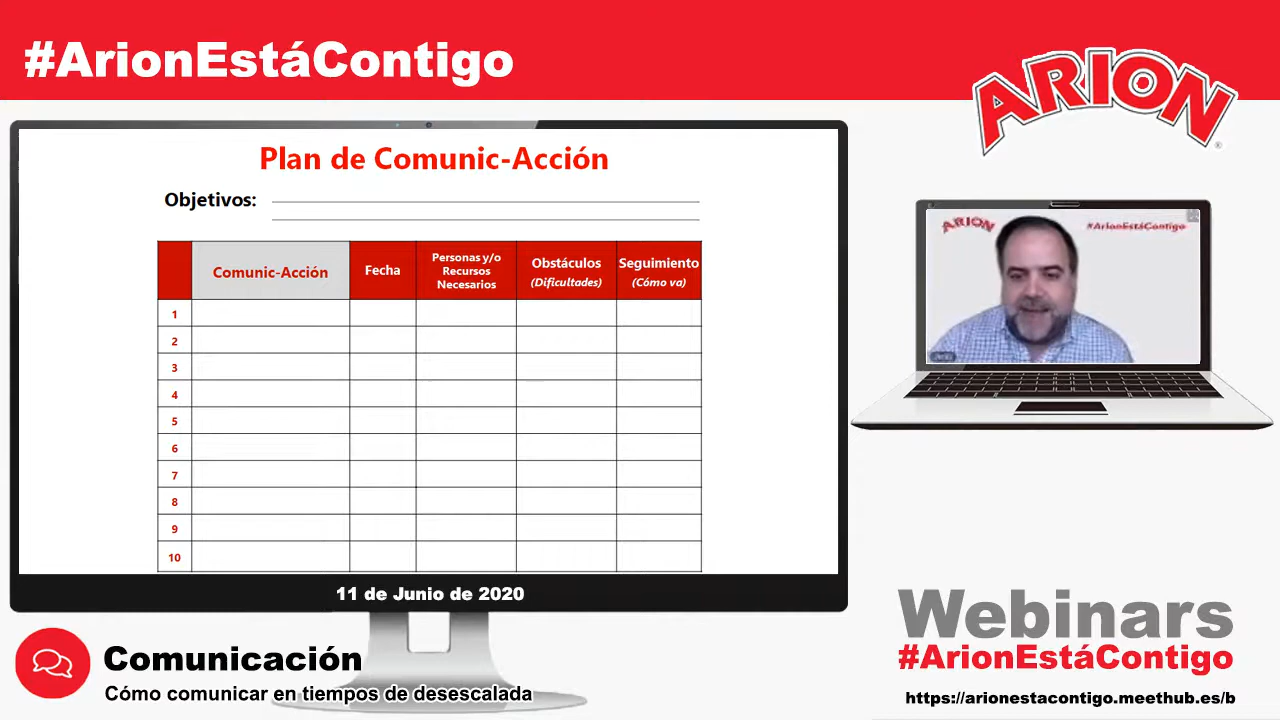 #ArionEstáContigo
ARION
®
Plan de Comunic-Acción
Objetivos:
Comunic-Acción
Fecha
Personas y/o
Recursos
Necesarios
Obstáculos
(Dificultades)
Seguimiento
(Cómo va)
1
2
3
4
5
6
7
8
9
10
11 de Junio de 2020
ARION
#ArionEstáContigo
Comunicación
Cómo comunicar en tiempos de desescalada
Webinars
#ArionEstáContigo
https://arionestacontigo.meethub.es/b